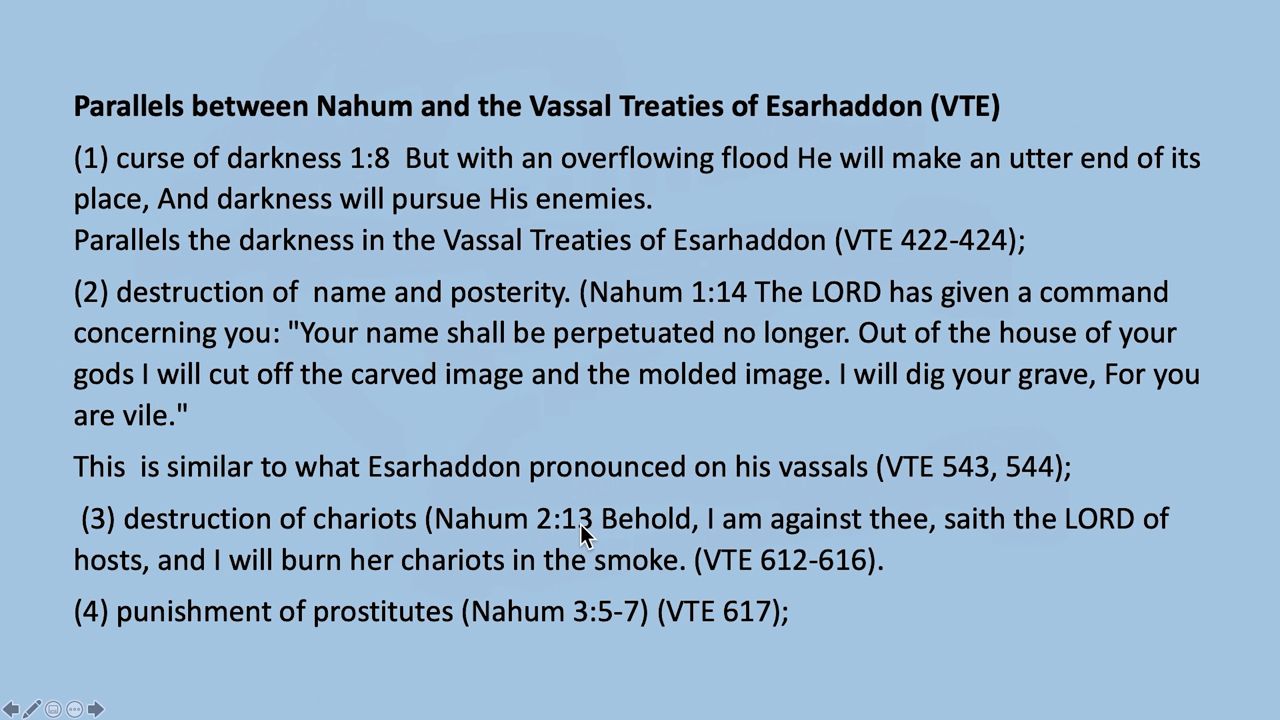 Parallels between Nahum and the Vassal Treaties of Esarhaddon (VTE)
(1) curse of darkness 1:8  But with an overflowing flood He will make an utter end of its
place, And darkness will pursue His enemies.
Parallels the darkness in the Vassal Treaties of Esarhaddon (VTE 422-424);
(2) destruction of  name and posterity. (Nahum 1:14 The LORD has given a command
concerning you: "Your name shall be perpetuated no longer. Out of the house of your
gods I will cut off the carved image and the molded image. I will dig your grave, For you
are vile."
This  is similar to what Esarhaddon pronounced on his vassals (VTE 543, 544);
(3) destruction of chariots (Nahum 2:13 Behold, I am against thee, saith the LORD of
hosts, and I will burn her chariots in the smoke. (VTE 612-616).
(4) punishment of prostitutes (Nahum 3:5-7) (VTE 617);